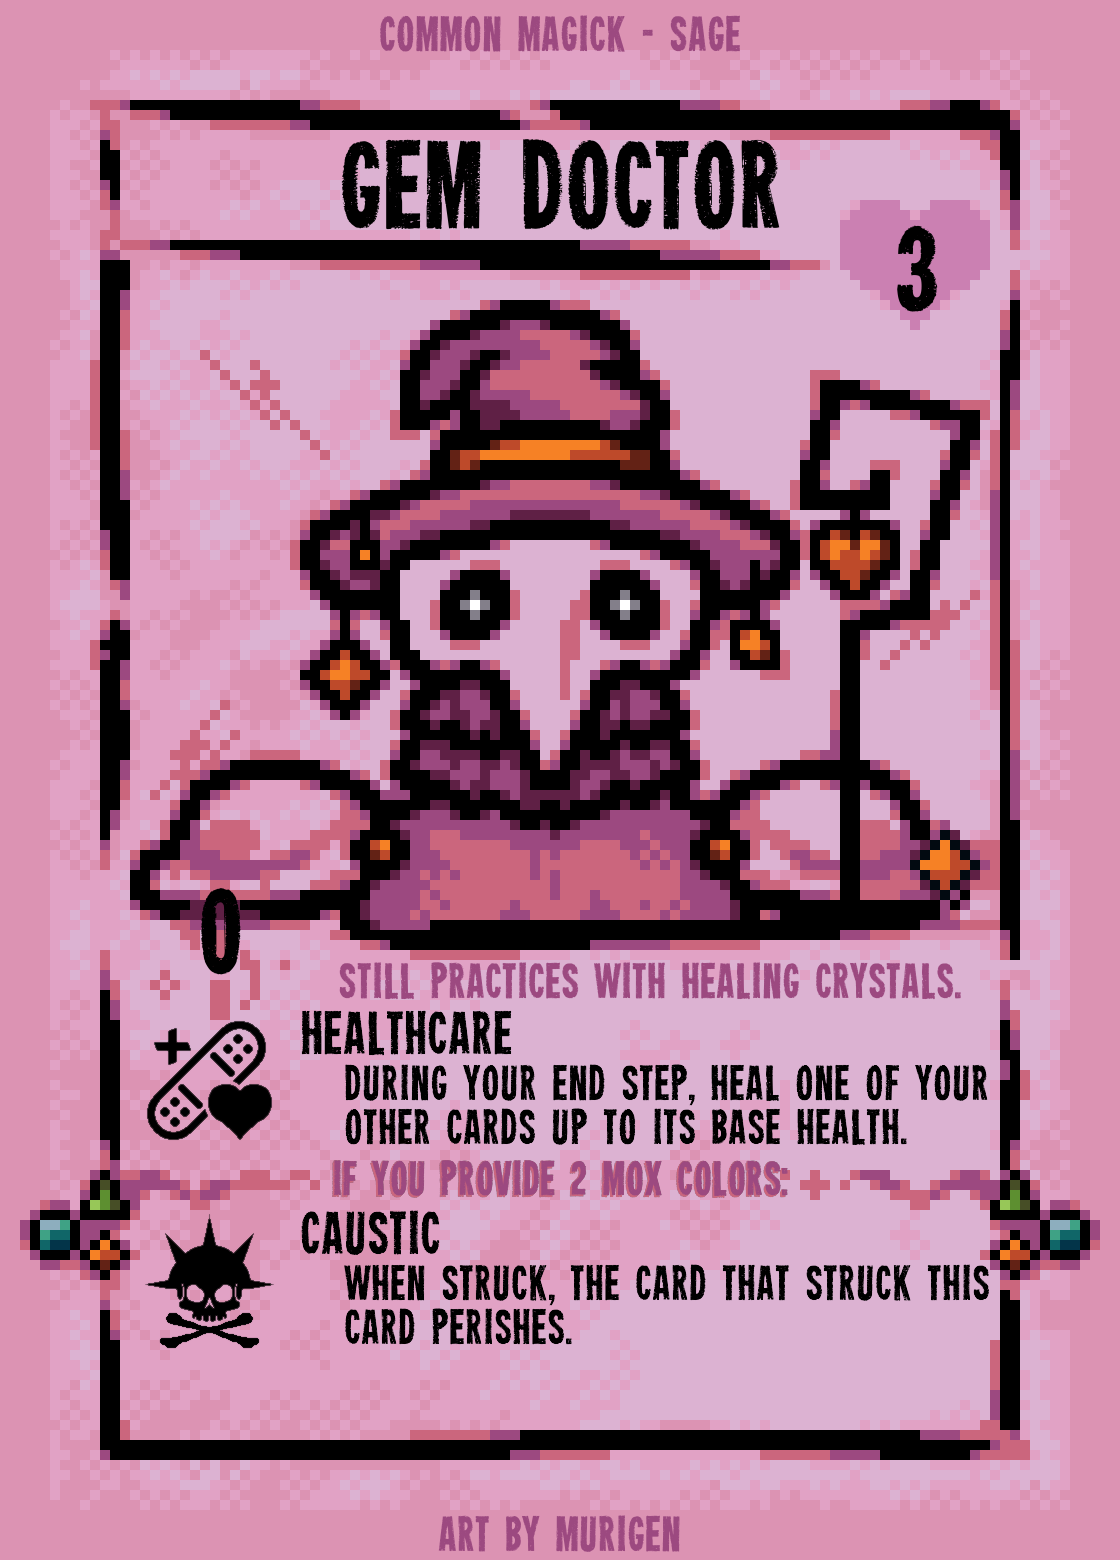 COMMON MAGICK - SAGE
GEM DOCTOR
3
0
STILL PRACTICES WITH HEALING CRYSTALS.
HEALTHCARE
DURING YOUR END STEP, HEAL ONE OF YOUR
OTHER CARDS UP TO ITS BASE HEALTH.
IF YOU PROVIDE 2 MOX COLORS:
CAUSTIC
WHEN STRUCK, THE CARD THAT STRUCK THIS
CARD PERISHES.
ART BY MURIGEN